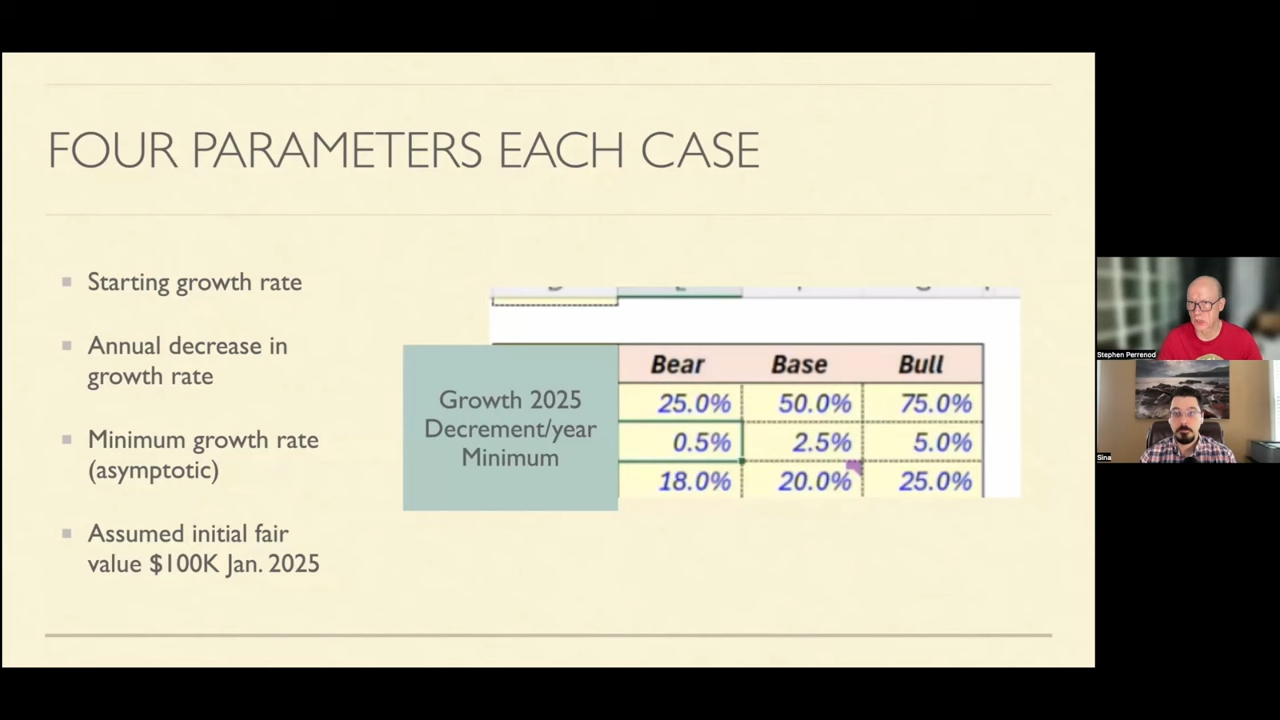 FOUR PARAMETERS EACH CASE
Starting growth rate
Annual decrease in
growth rate
Minimum growth rate
(asymptotic)
Assumed initial fair
value $100K Jan. 2025
Growth 2025
Decrement/year
Minimum
Bear Base Bull
25.0% 50.0% 75.0%
0.5% 2.5% 5.0%
18.0% 20.0% 25.0%
Stephen Perrenod
Sina